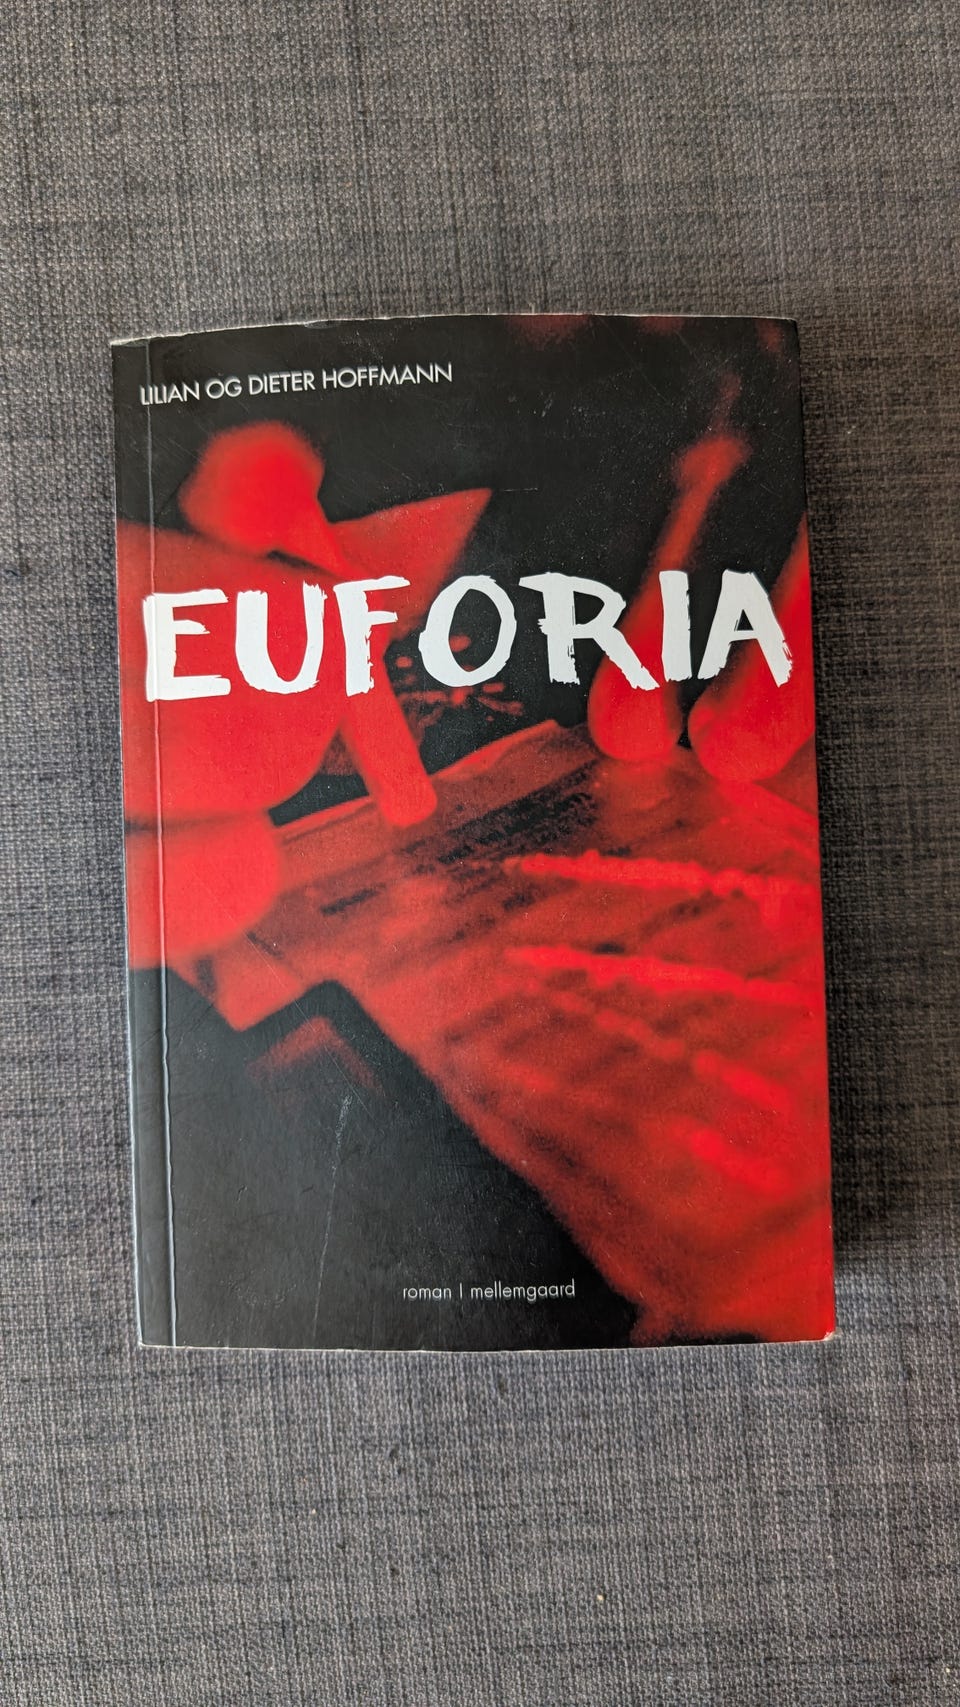 LILIAN OG DIETER HOFFMANN
EUFORIA
roman | mellemgaard